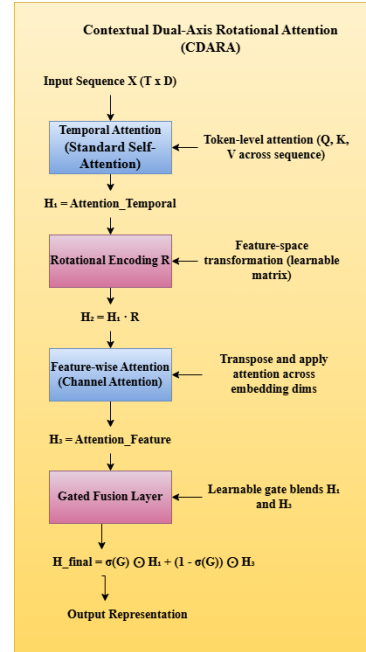 Contextual Dual-Axis Rotational Attention
(CDARA)
Input Sequence X (T x D)
Temporal Attention
(Standard Self-
Attention)
Token-level attention (Q, K,
V across sequence)
H₁ = Attention_Temporal
Rotational Encoding R
Feature-space
transformation (learnable
matrix)
H₂ = H₁ · R
Feature-wise Attention
(Channel Attention)
Transpose and apply
attention across
embedding dims
H₃ = Attention_Feature
Gated Fusion Layer
Learnable gate blends H₁
and H₃
H_final = σ(G) ⊙ H₁ + (1 - σ(G)) ⊙ H₃
Output Representation